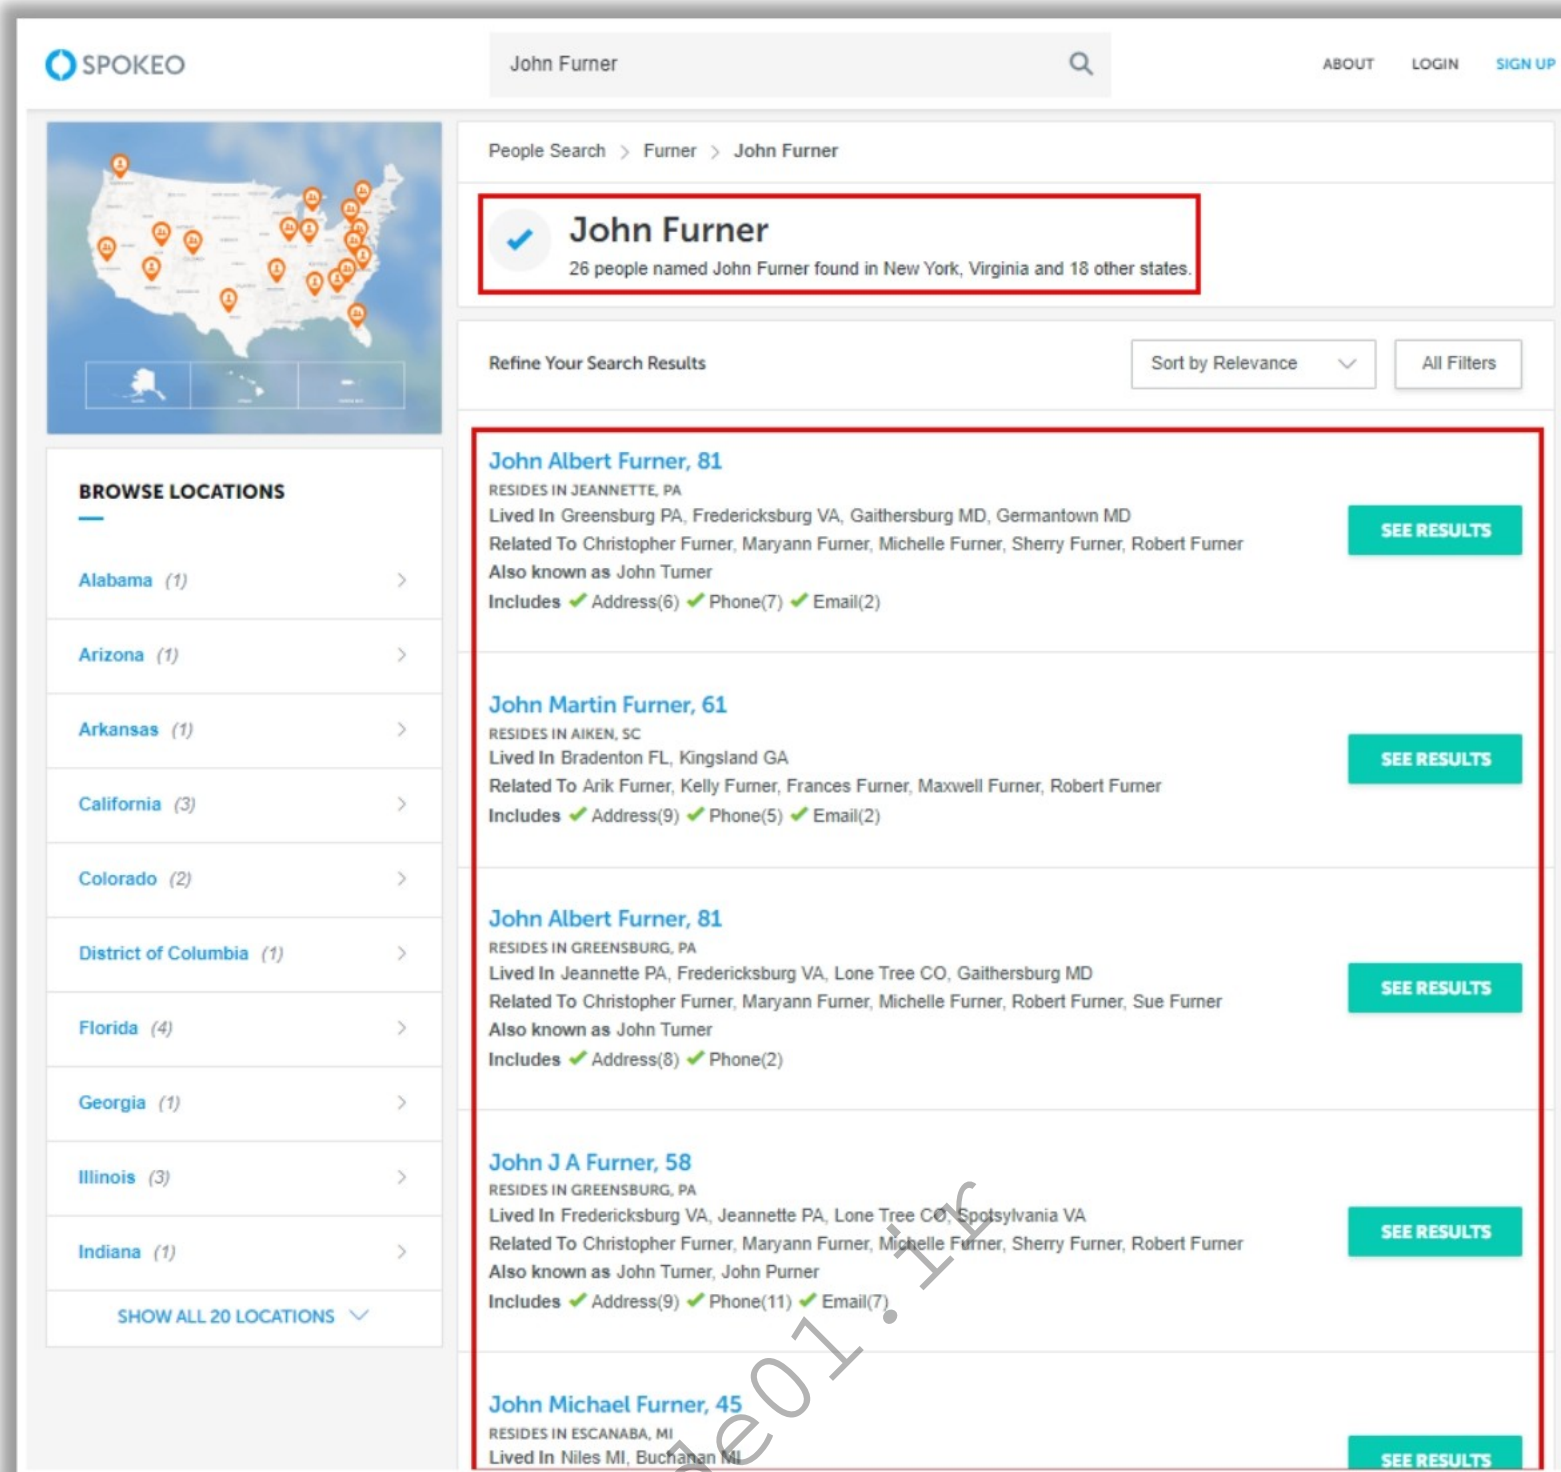 SPOKEO
John Furner
ABOUT LOGIN SIGN UP
People Search > Furner > John Furner
John Furner
26 people named John Furner found in New York, Virginia and 18 other states.
Refine Your Search Results
Sort by Relevance
All Filters
BROWSE LOCATIONS
Alabama (1)
Arizona (1)
Arkansas (1)
California (3)
Colorado (2)
District of Columbia (1)
Florida (4)
Georgia (1)
Illinois (3)
Indiana (1)
SHOW ALL 20 LOCATIONS
John Albert Furner, 81
RESIDES IN JEANNETTE, PA
Lived In Greensburg PA, Fredericksburg VA, Gaithersburg MD, Germantown MD
Related To Christopher Furner, Maryann Furner, Michelle Furner, Sherry Furner, Robert Furner
Also known as John Turner
Includes ✔ Address(6) ✔ Phone(7) ✔ Email(2)
SEE RESULTS
John Martin Furner, 61
RESIDES IN AIKEN, SC
Lived In Bradenton FL, Kingsland GA
Related To Arik Furner, Kelly Furner, Frances Furner, Maxwell Furner, Robert Furner
Includes ✔ Address(9) ✔ Phone(5) ✔ Email(2)
SEE RESULTS
John Albert Furner, 81
RESIDES IN GREENSBURG, PA
Lived In Jeannette PA, Fredericksburg VA, Lone Tree CO, Gaithersburg MD
Related To Christopher Furner, Maryann Furner, Michelle Furner, Robert Furner, Sue Furner
Also known as John Turner
Includes ✔ Address(8) ✔ Phone(2)
SEE RESULTS
John J A Furner, 58
RESIDES IN GREENSBURG, PA
Lived In Fredericksburg VA, Jeannette PA, Lone Tree CO, Spotsylvania VA
Related To Christopher Furner, Maryann Furner, Michelle Furner, Sherry Furner, Robert Furner
Also known as John Turner, John Purner
Includes ✔ Address(9) ✔ Phone(11) ✔ Email(7)
SEE RESULTS
John Michael Furner, 45
RESIDES IN ESCANABA, MI
Lived In Niles MI, Buchanan MI
SEE RESULTS
de01.ir